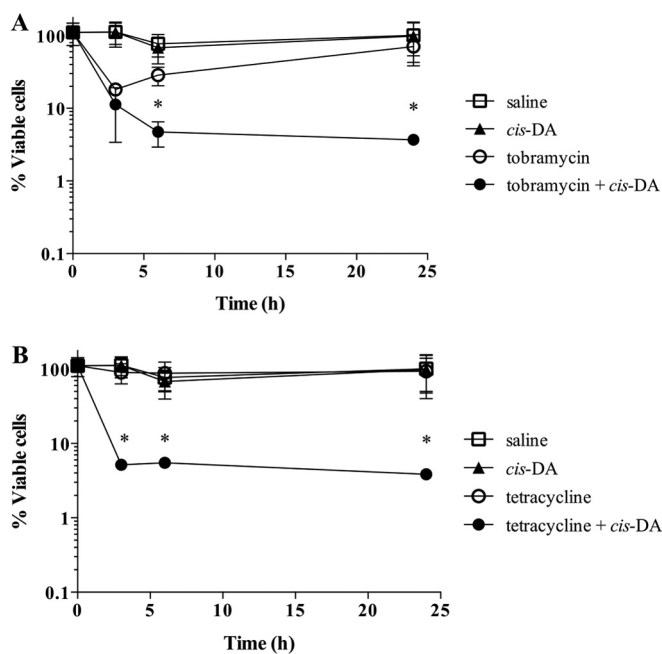 A
% Viable cells
100
10
1
0.1
0
5
10
15
20
25
Time (h)
*
*
saline
cis-DA
tobramycin
tobramycin + cis-DA
B
% Viable cells
100
10
1
0.1
0
5
10
15
20
25
Time (h)
*
*
*
saline
cis-DA
tetracycline
tetracycline + cis-DA